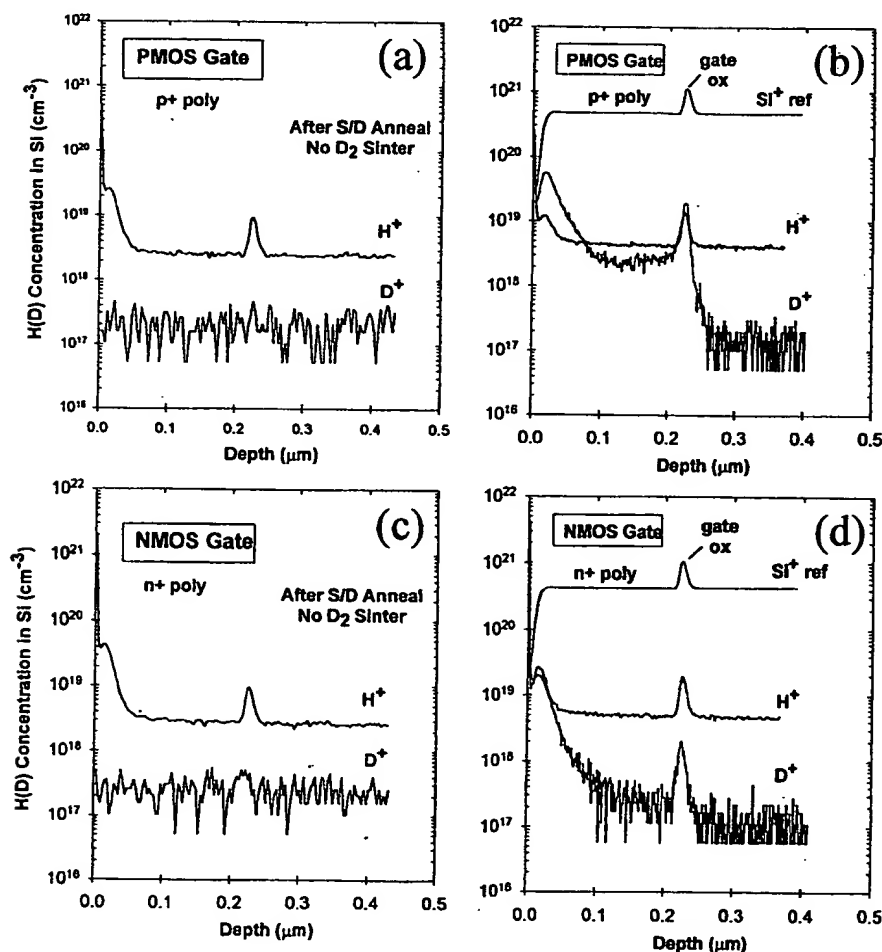 (a)
PMOS Gate
p+ poly
After S/D Anneal
No D₂ Sinter
H⁺
D⁺
H(D) Concentration in Si (cm⁻³)
10²²
10²¹
10²⁰
10¹⁹
10¹⁸
10¹⁷
10¹⁶
0.0 0.1 0.2 0.3 0.4 0.5
Depth (μm)
(b)
PMOS Gate
gate
ox
p+ poly
SI⁺ ref
H⁺
D⁺
10²²
10²¹
10²⁰
10¹⁹
10¹⁸
10¹⁷
10¹⁶
0.0 0.1 0.2 0.3 0.4 0.5
Depth (μm)
(c)
NMOS Gate
n+ poly
After S/D Anneal
No D₂ Sinter
H⁺
D⁺
H(D) Concentration in Si (cm⁻³)
10²²
10²¹
10²⁰
10¹⁹
10¹⁸
10¹⁷
10¹⁶
0.0 0.1 0.2 0.3 0.4 0.5
Depth (μm)
(d)
NMOS Gate
gate
ox
n+ poly
SI⁺ ref
H⁺
D⁺
10²²
10²¹
10²⁰
10¹⁹
10¹⁸
10¹⁷
10¹⁶
0.0 0.1 0.2 0.3 0.4 0.5
Depth (μm)